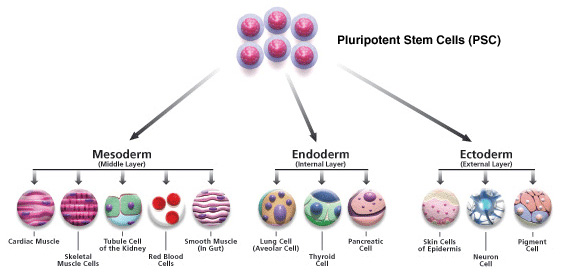 Pluripotent Stem Cells (PSC)
Mesoderm
(Middle Layer)
Endoderm
(Internal Layer)
Ectoderm
(External Layer)
Cardiac Muscle
Skeletal
Muscle Cells
Tubule Cell
of the Kidney
Red Blood
Cells
Smooth Muscle
(In Gut)
Lung Cell
(Aveolar Cell)
Thyroid
Cell
Pancreatic
Cell
Skin Cells
of Epidermis
Neuron
Cell
Pigment
Cell